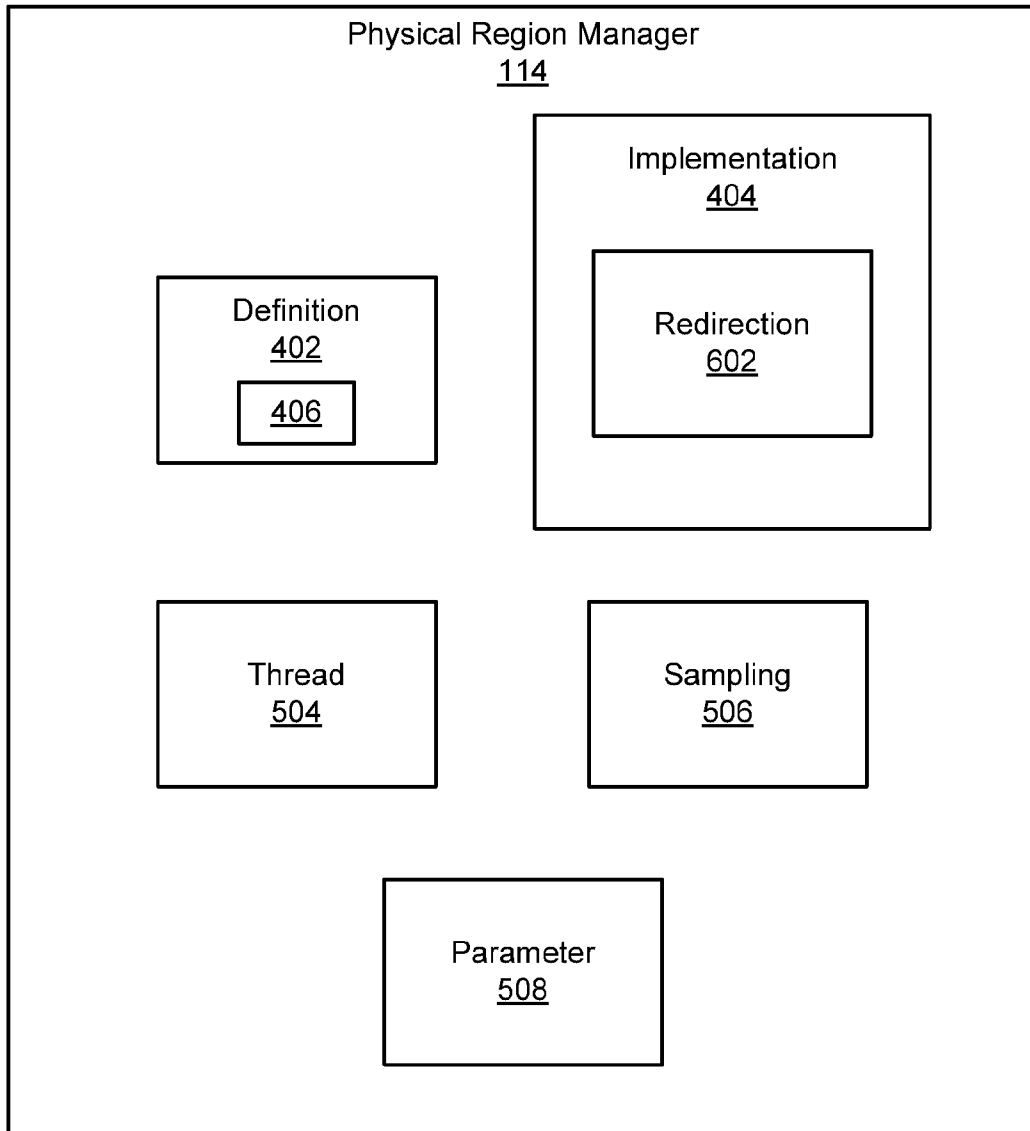 Physical Region Manager
114
Implementation
404
Redirection
602
Definition
402
406
Thread
504
Sampling
506
Parameter
508